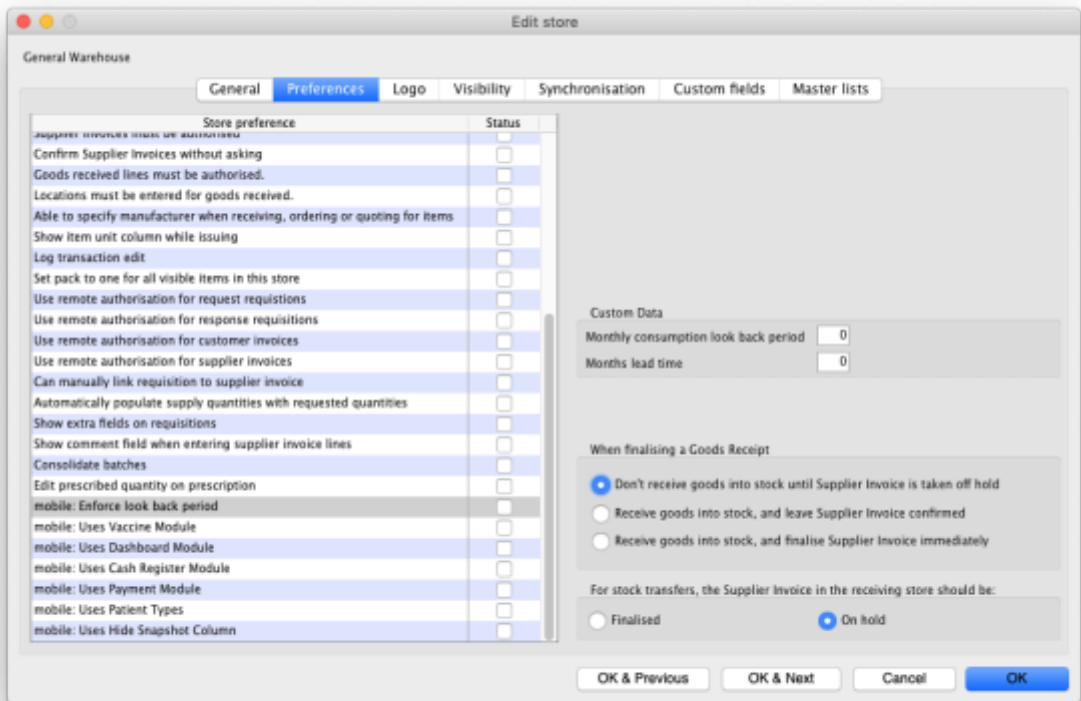 Edit store
General Warehouse
General Preferences Logo Visibility Synchronisation Custom fields Master lists
Store preference Status
Supplier Invoices must be authorised
Confirm Supplier Invoices without asking
Goods received lines must be authorised.
Locations must be entered for goods received.
Able to specify manufacturer when receiving, ordering or quoting for items
Show item unit column while issuing
Log transaction edit
Set pack to one for all visible items in this store
Use remote authorisation for request requistions
Use remote authorisation for response requisitions
Use remote authorisation for customer invoices
Use remote authorisation for supplier invoices
Can manually link requisition to supplier invoice
Automatically populate supply quantities with requested quantities
Show extra fields on requisitions
Show comment field when entering supplier invoice lines
Consolidate batches
Edit prescribed quantity on prescription
mobile: Enforce look back period
mobile: Uses Vaccine Module
mobile: Uses Dashboard Module
mobile: Uses Cash Register Module
mobile: Uses Payment Module
mobile: Uses Patient Types
mobile: Uses Hide Snapshot Column
Custom Data
Monthly consumption look back period 0
Months lead time 0
When finalising a Goods Receipt
Don't receive goods into stock until Supplier Invoice is taken off hold
Receive goods into stock, and leave Supplier Invoice confirmed
Receive goods into stock, and finalise Supplier Invoice immediately
For stock transfers, the Supplier Invoice in the receiving store should be:
Finalised On hold
OK & Previous OK & Next Cancel OK